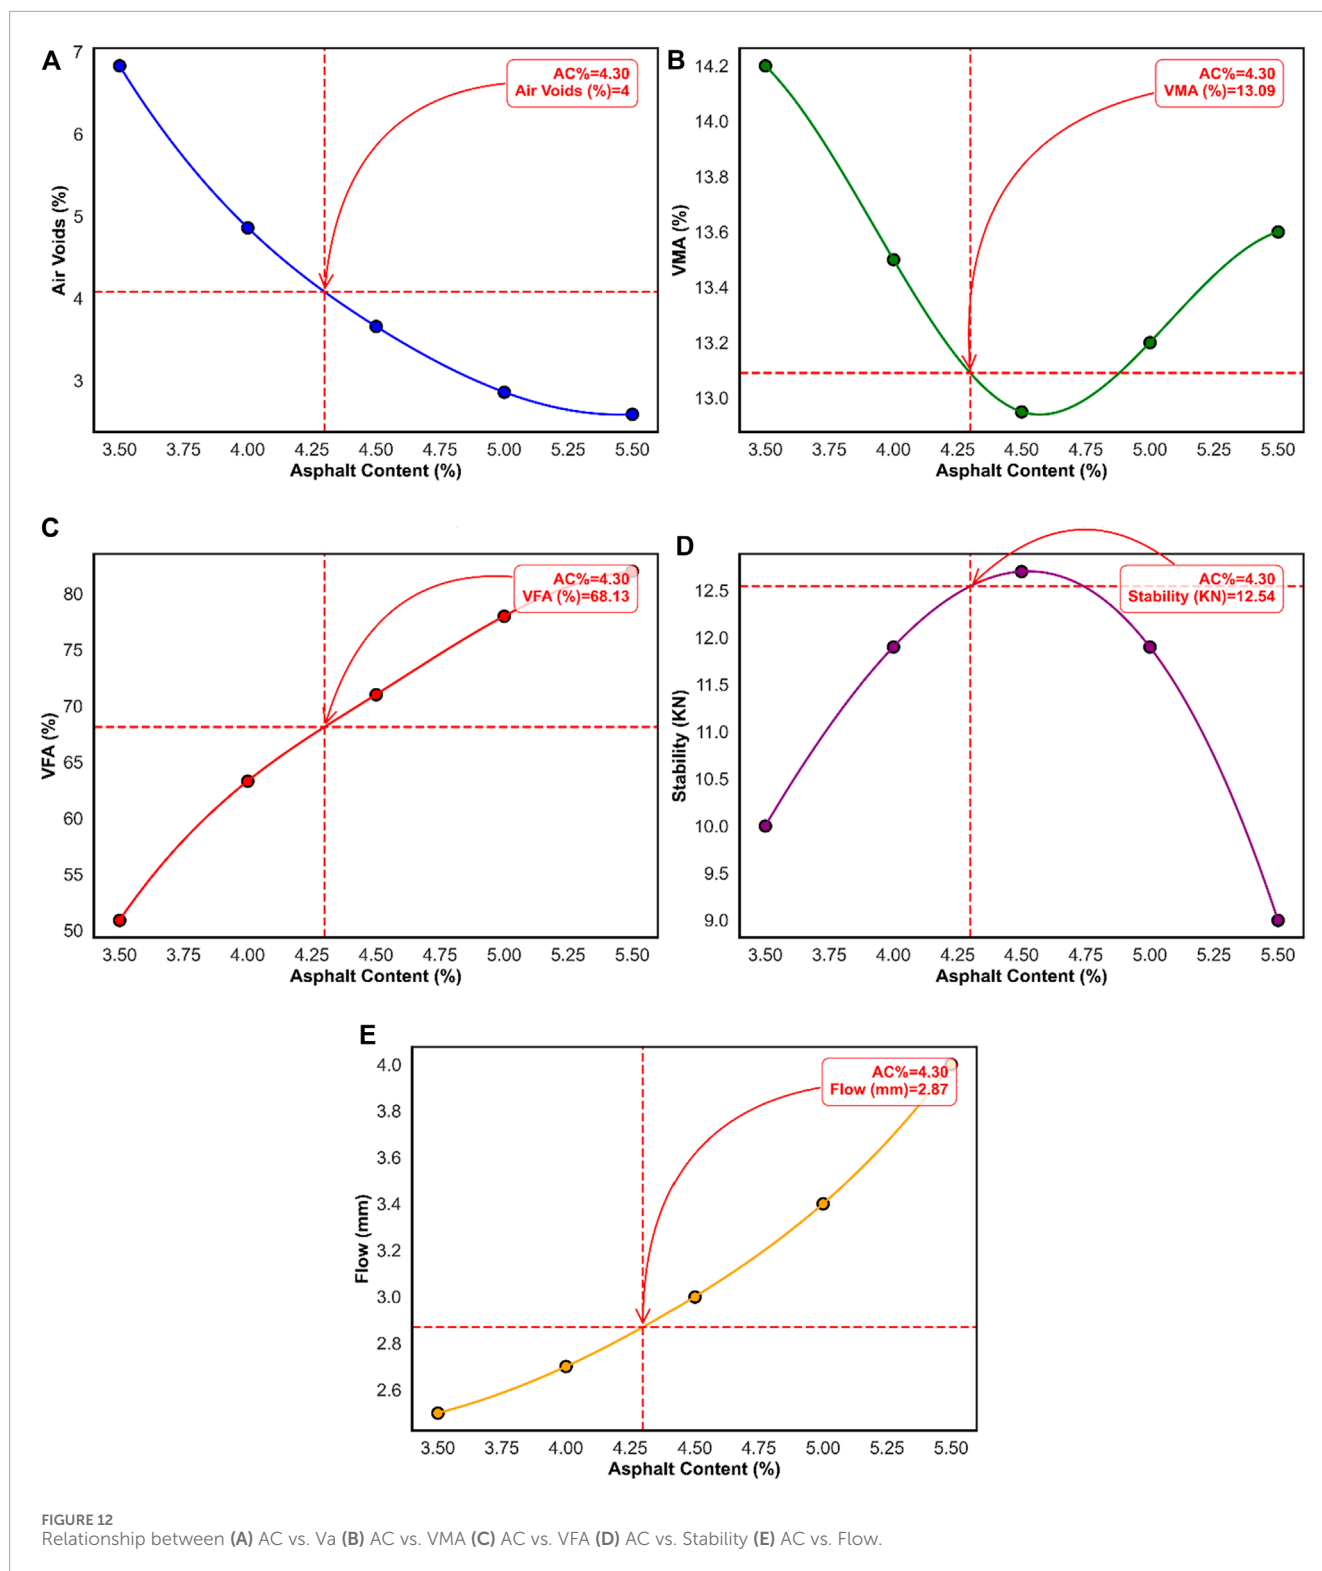 A
7
6
5
4
3
Air Voids (%)
AC%=4.30
Air Voids (%)=4
3.50 3.75 4.00 4.25 4.50 4.75 5.00 5.25 5.50
Asphalt Content (%)
B
14.2
14.0
13.8
13.6
13.4
13.2
13.0
VMA (%)
AC%=4.30
VMA (%)=13.09
3.50 3.75 4.00 4.25 4.50 4.75 5.00 5.25 5.50
Asphalt Content (%)
C
80
75
70
65
60
55
50
VFA (%)
AC%=4.30
VFA (%)=68.13
3.50 3.75 4.00 4.25 4.50 4.75 5.00 5.25 5.50
Asphalt Content (%)
D
12.5
12.0
11.5
11.0
10.5
10.0
9.5
9.0
Stability (KN)
AC%=4.30
Stability (KN)=12.54
3.50 3.75 4.00 4.25 4.50 4.75 5.00 5.25 5.50
Asphalt Content (%)
E
4.0
3.8
3.6
3.4
3.2
3.0
2.8
2.6
Flow (mm)
AC%=4.30
Flow (mm)=2.87
3.50 3.75 4.00 4.25 4.50 4.75 5.00 5.25 5.50
Asphalt Content (%)
FIGURE 12
Relationship between (A) AC vs. Va (B) AC vs. VMA (C) AC vs. VFA (D) AC vs. Stability (E) AC vs. Flow.